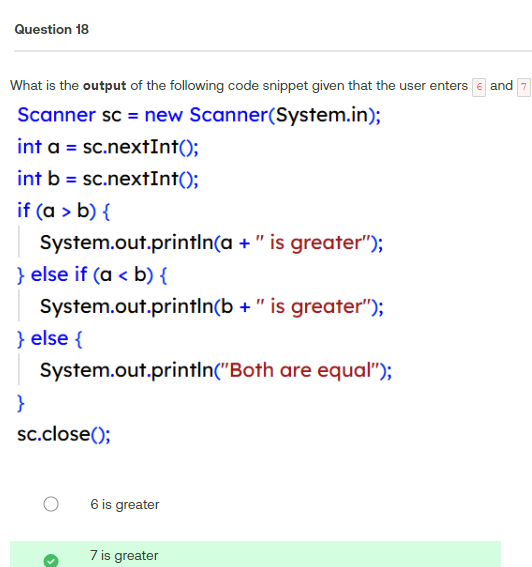 Question 18
What is the output of the following code snippet given that the user enters 6 and 7
Scanner sc = new Scanner(System.in);
int a = sc.nextInt();
int b = sc.nextInt();
if (a > b) {
System.out.println(a + " is greater");
} else if (a < b) {
System.out.println(b + " is greater");
} else {
System.out.println("Both are equal");
}
sc.close();
6 is greater
7 is greater